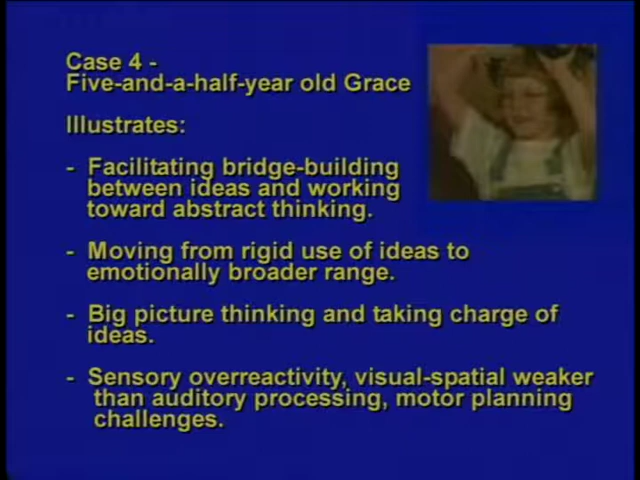 Case 4 -
Five-and-a-half-year old Grace
Illustrates:
- Facilitating bridge-building
between ideas and working
toward abstract thinking.
- Moving from rigid use of ideas to
emotionally broader range.
- Big picture thinking and taking charge of
ideas.
- Sensory overreactivity, visual-spatial weaker
than auditory processing, motor planning
challenges.